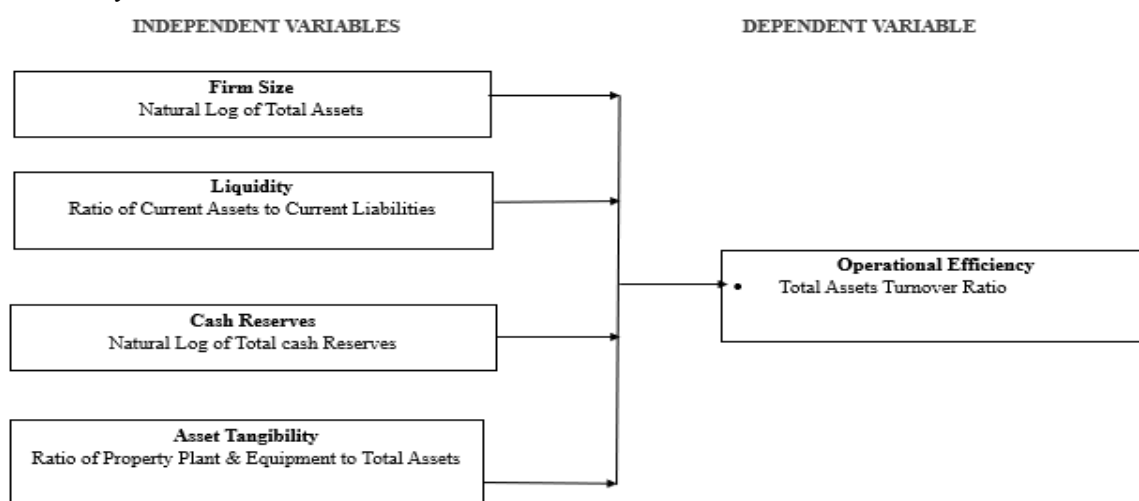 INDEPENDENT VARIABLES
DEPENDENT VARIABLE
Firm Size
Natural Log of Total Assets
Liquidity
Ratio of Current Assets to Current Liabilities
Cash Reserves
Natural Log of Total cash Reserves
Asset Tangibility
Ratio of Property Plant & Equipment to Total Assets
Operational Efficiency
• Total Assets Turnover Ratio